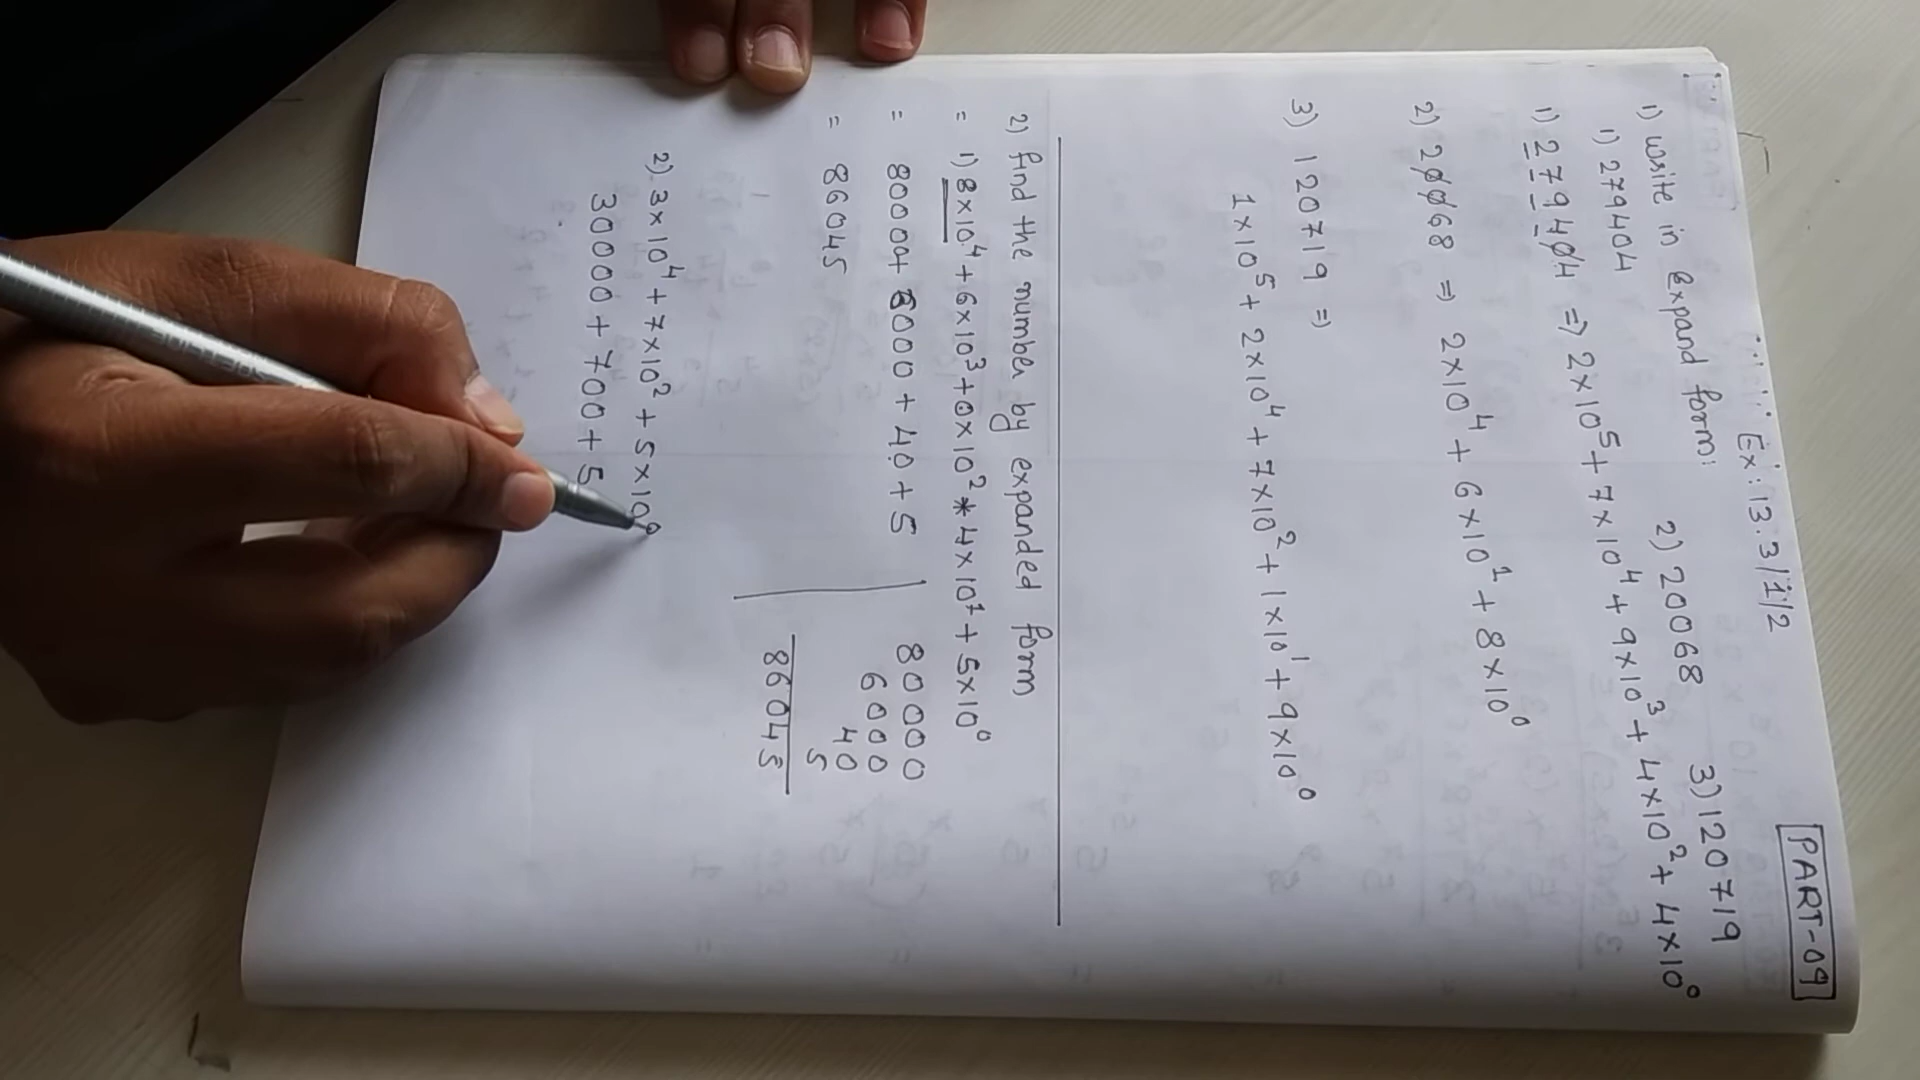 PART-09
Ex: 13.3/1/2
1) write in Expand form:
1) 279404 2) 20068 3) 120719
1) 279404 ⇒ 2×10⁵ + 7×10⁴ + 9×10³ + 4×10² + 4×10⁰
2) 20068 ⇒ 2×10⁴ + 6×10¹ + 8×10⁰
3) 120719 ⇒
1×10⁵ + 2×10⁴ + 7×10² + 1×10¹ + 9×10⁰
2) find the number by expanded form
= 1) 8×10⁴ + 6×10³ + 0×10² + 4×10¹ + 5×10⁰
= 80000 + 6000 + 40 + 5
= 86045
80000
6000
40
5
86045
2) 3×10⁴ + 7×10² + 5×10⁰
30000 + 700 + 5